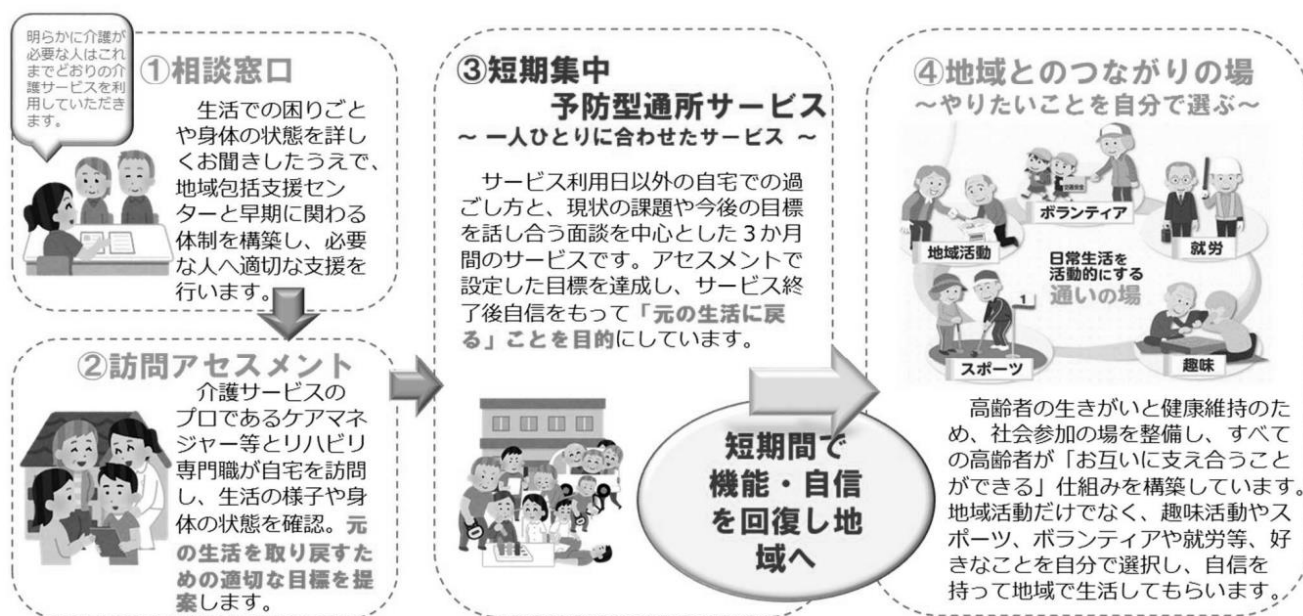 明らかに介護が
必要な人はこれ
までどおりの介
護サービスを利
用していただき
ます。
①相談窓口
生活での困りごと
や身体の状態を詳し
くお聞きしたうえで、
地域包括支援セン
ターと早期に関わる
体制を構築し、必要
な人へ適切な支援を
行います。
②訪問アセスメント
介護サービスの
プロであるケアマネ
ジャー等とリハビリ
専門職が自宅を訪問
し、生活の様子や身
体の状態を確認。元
の生活を取り戻すた
めの適切な目標を提
案します。
③短期集中
予防型通所サービス
～ 一人ひとりに合わせたサービス ～
サービス利用日以外の自宅での過
ごし方と、現状の課題や今後の目標
を話し合う面談を中心とした３か月
間のサービスです。アセスメントで
設定した目標を達成し、サービス終
了後自信をもって「元の生活に戻
る」ことを目的にしています。
短期間で
機能・自信
を回復し地
域へ
④地域とのつながりの場
～やりたいことを自分で選ぶ～
ボランティア
地域活動
就労
日常生活を
活動的にする
通いの場
1
スポーツ
趣味
高齢者の生きがいと健康維持のた
め、社会参加の場を整備し、すべて
の高齢者が「お互いに支え合うこと
ができる」仕組みを構築しています。
地域活動だけでなく、趣味活動やス
ポーツ、ボランティアや就労等、好
きなことを自分で選択し、自信を
持って地域で生活してもらいます。